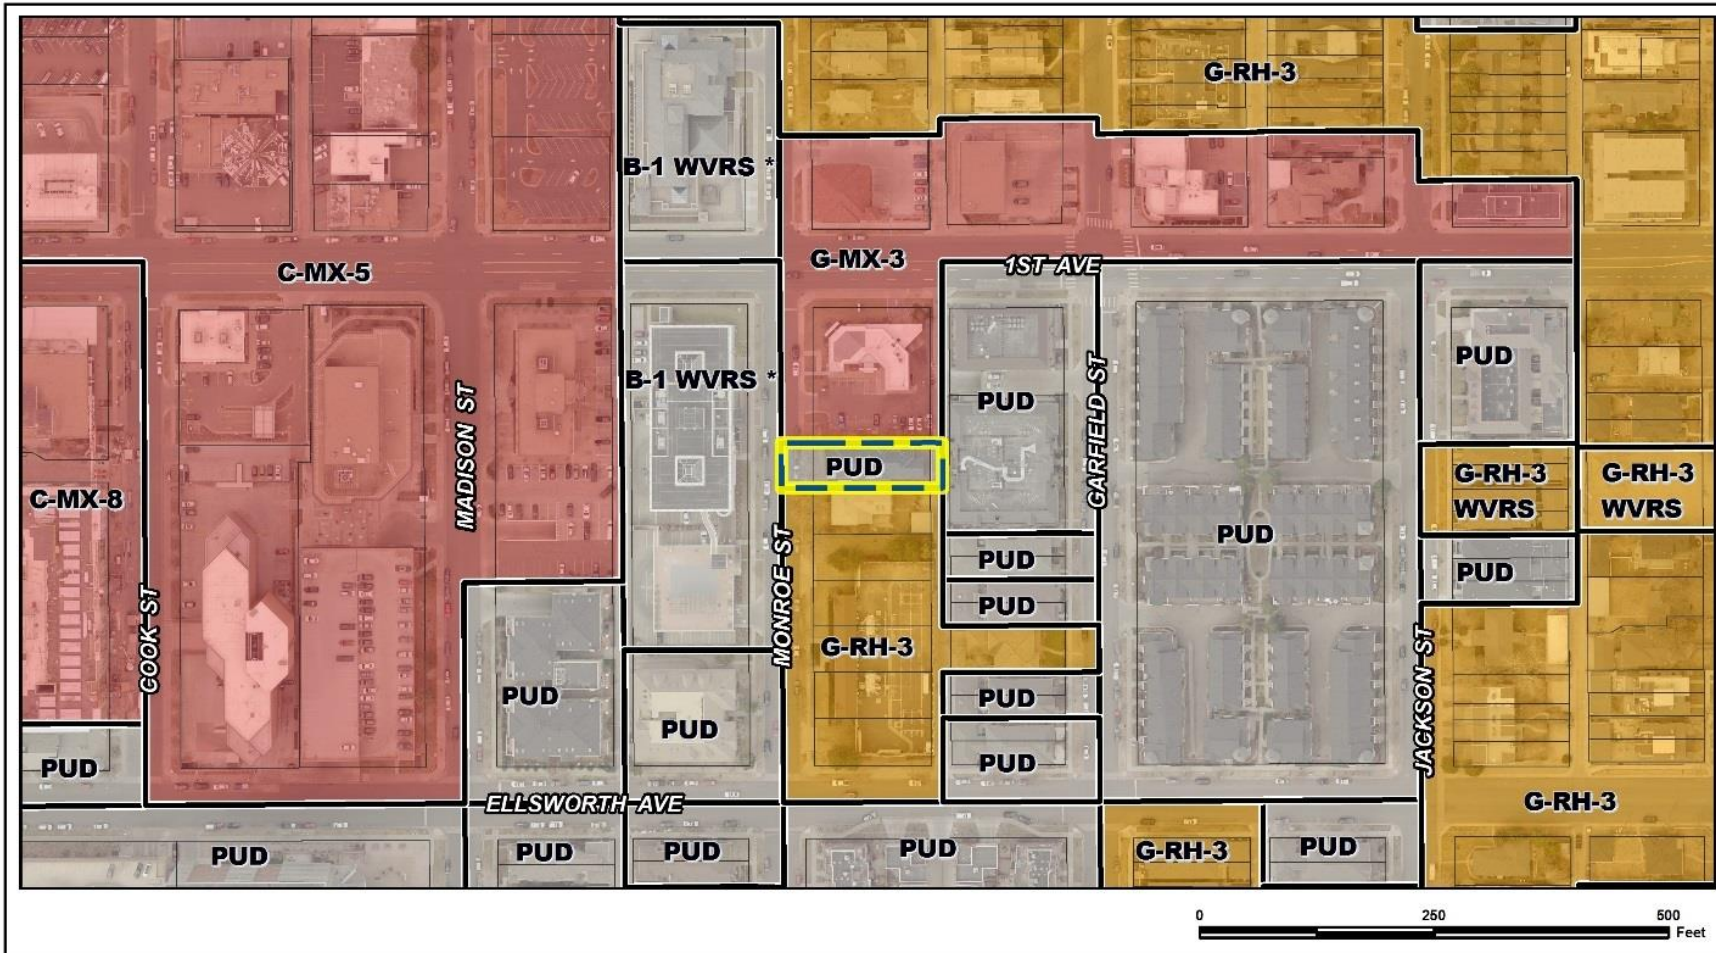 G-RH-3
B-1 WVRS *
C-MX-5
G-MX-3
1ST AVE
PUD
B-1 WVRS *
PUD
GARFIELD ST
MADISON ST
PUD
G-RH-3
WVRS
G-RH-3
WVRS
C-MX-8
PUD
MONROE ST
PUD
PUD
PUD
COOK ST
G-RH-3
JACKSON ST
PUD
PUD
PUD
PUD
PUD
ELLSWORTH AVE
G-RH-3
PUD
PUD
PUD
PUD
G-RH-3
PUD
0 250 500
Feet